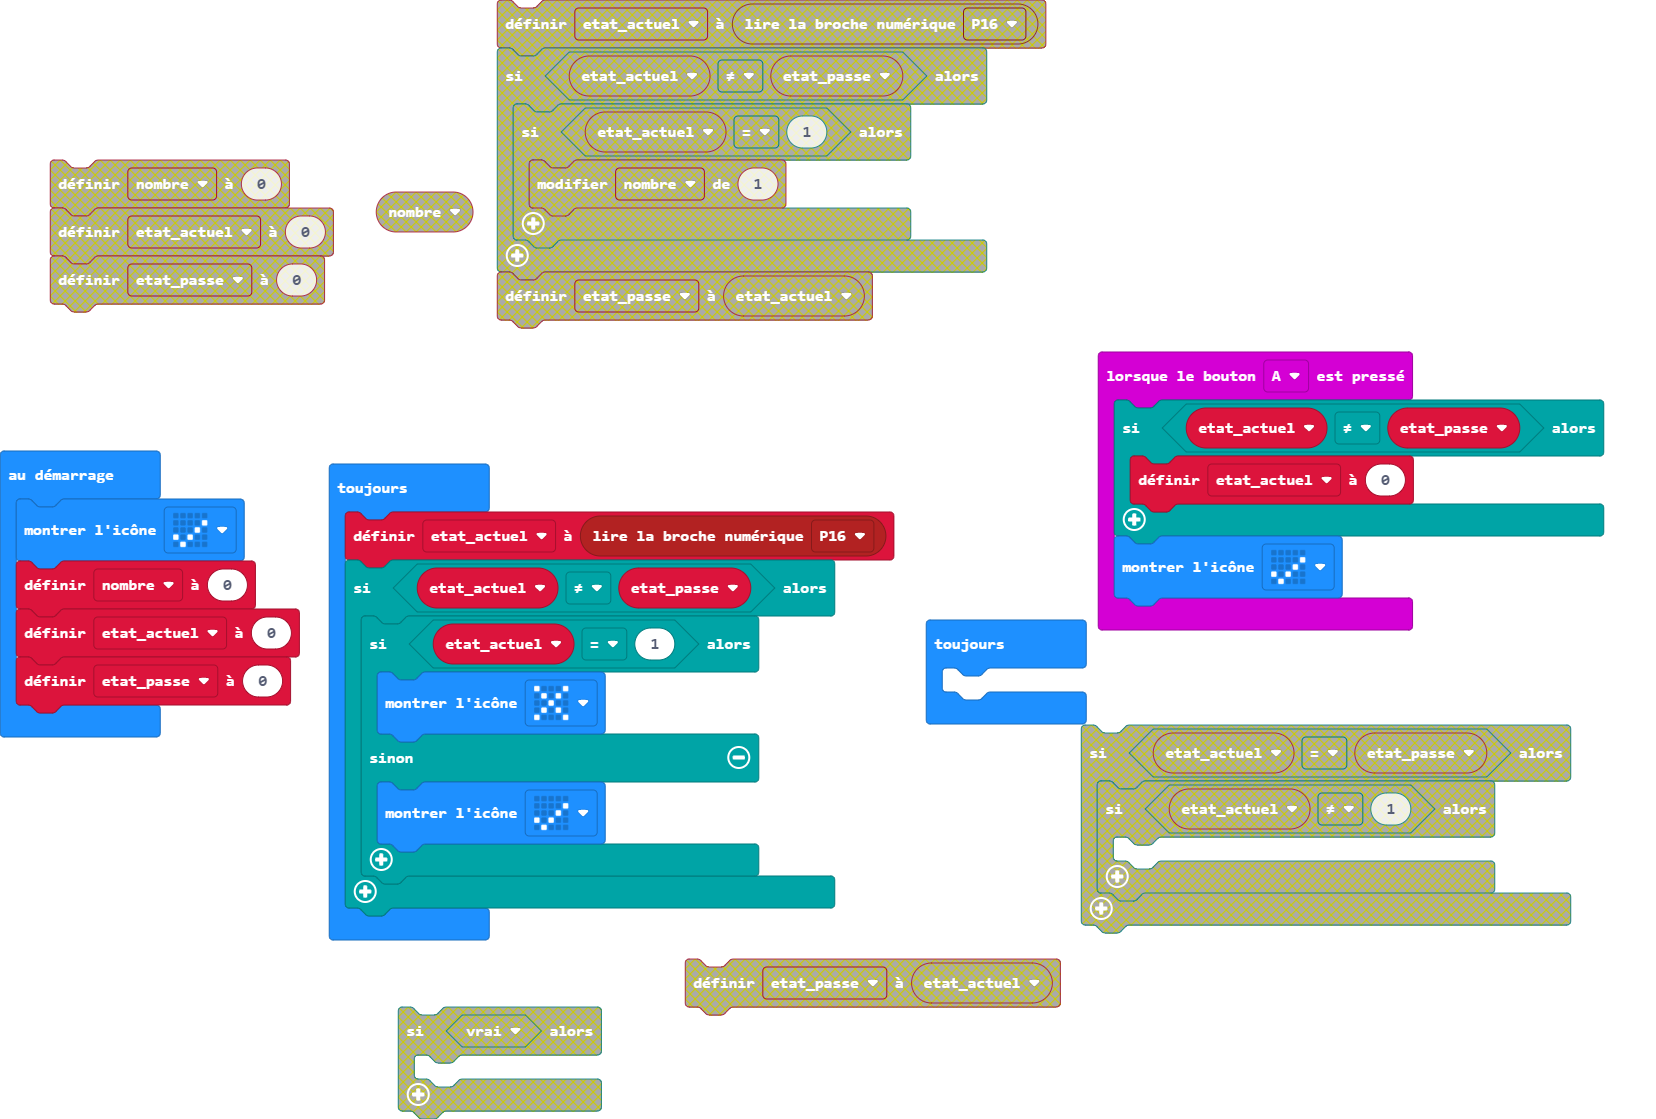 définir etat_actuel à lire la broche numérique P16
si etat_actuel ≠ etat_passe alors
si etat_actuel = 1 alors
modifier nombre de 1
définir etat_passe à etat_actuel
définir nombre à 0
définir etat_actuel à 0
définir etat_passe à 0
nombre
lorsque le bouton A est pressé
si etat_actuel ≠ etat_passe alors
définir etat_actuel à 0
montrer l'icône
au démarrage
montrer l'icône
définir nombre à 0
définir etat_actuel à 0
définir etat_passe à 0
toujours
définir etat_actuel à lire la broche numérique P16
si etat_actuel ≠ etat_passe alors
si etat_actuel = 1 alors
montrer l'icône
sinon
montrer l'icône
toujours
si etat_actuel = etat_passe alors
si etat_actuel ≠ 1 alors
définir etat_passe à etat_actuel
si vrai alors